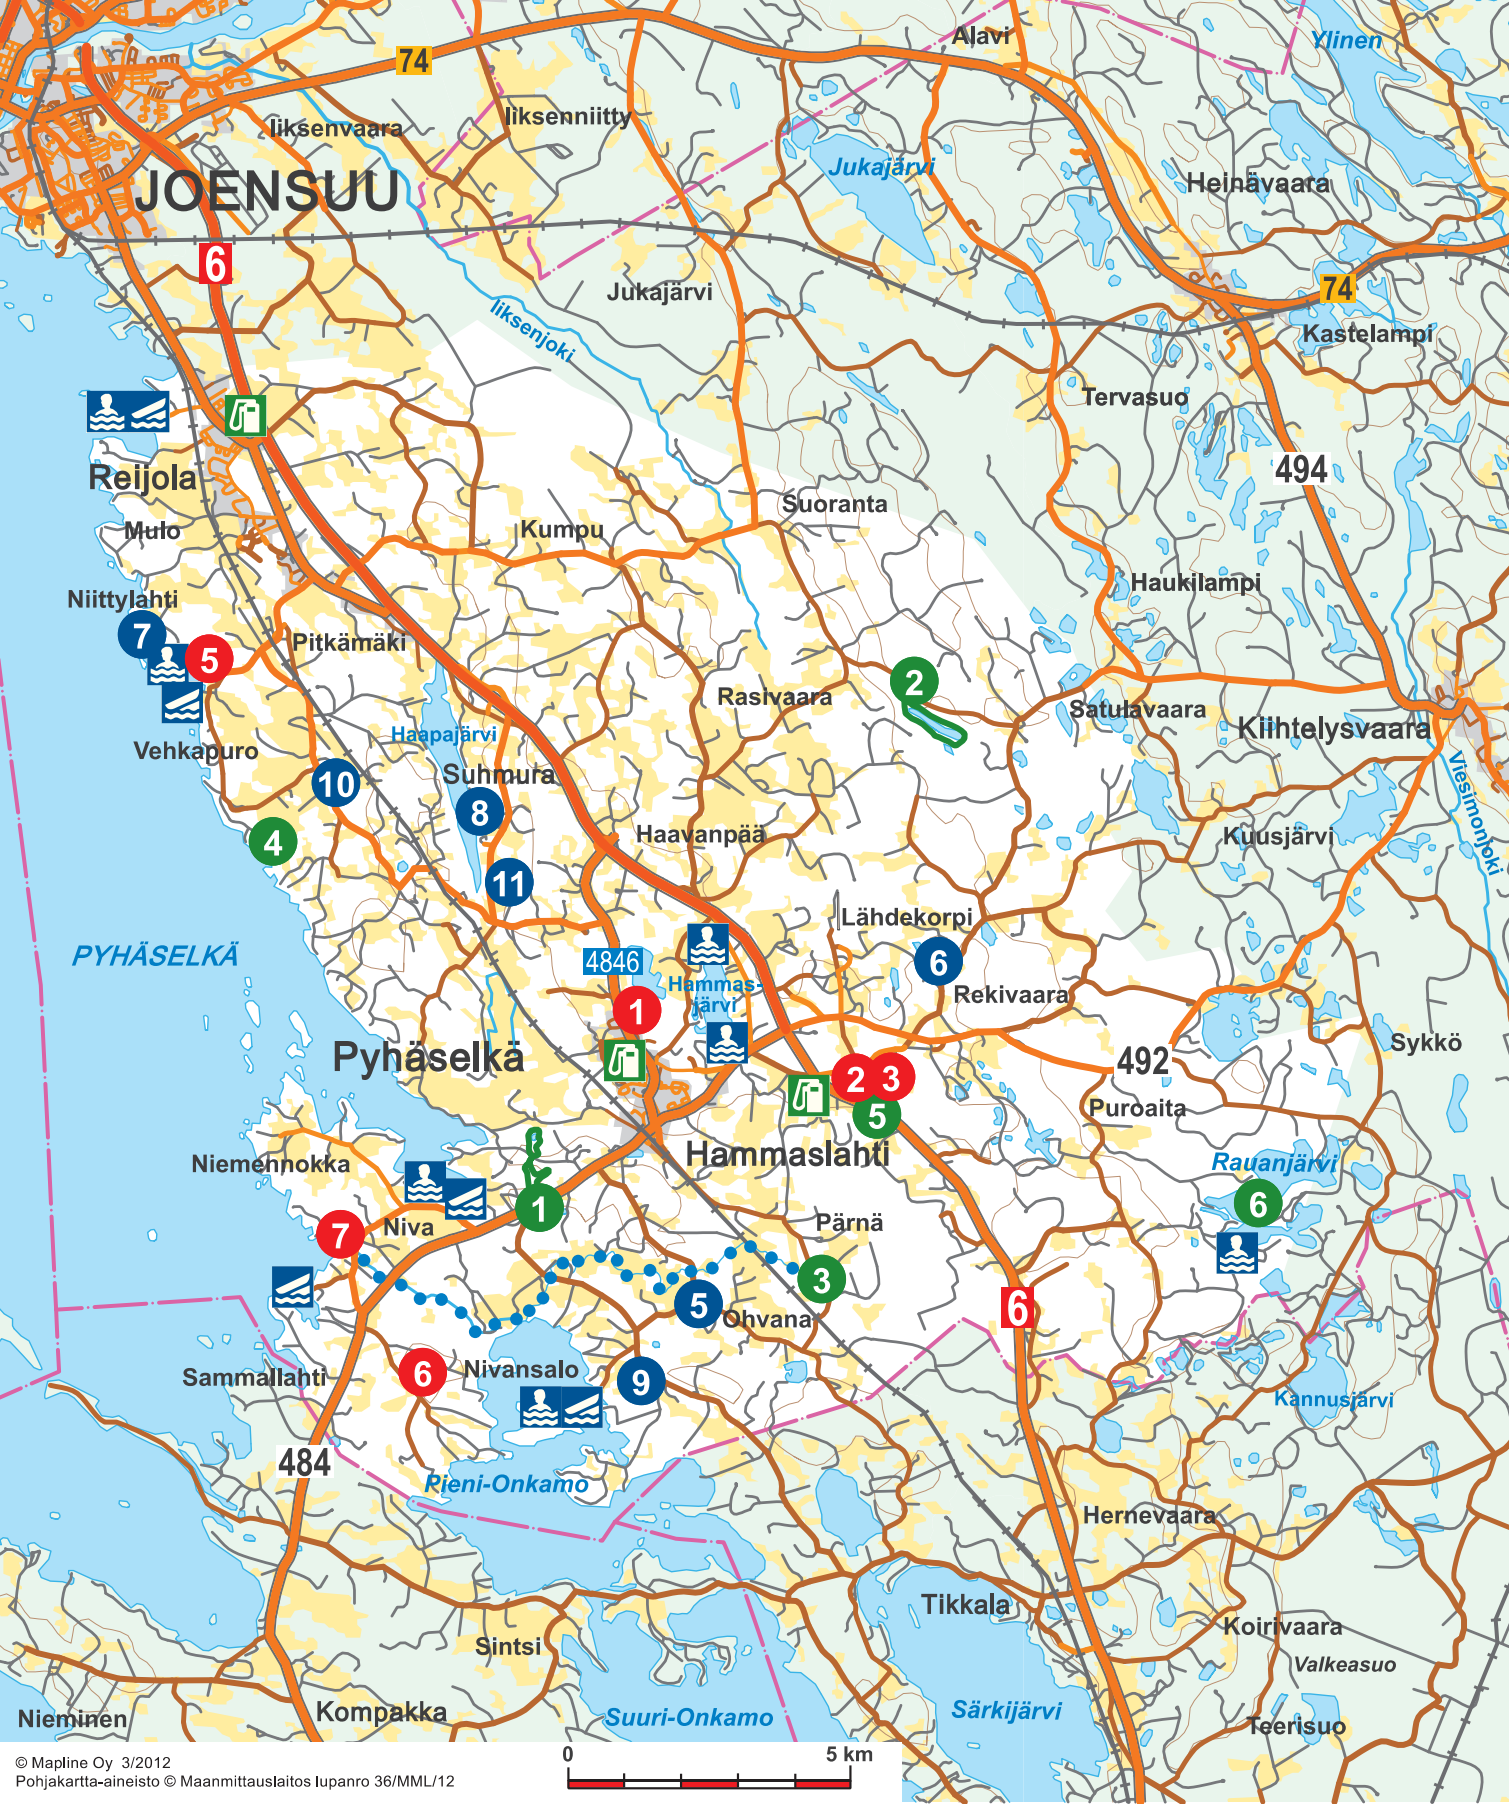 Ylinen
Alavi
74
Iiksenniitty
Iiksenvaara
Jukajärvi
JOENSUU
Heinävaara
6
Jukajärvi
74
Iiksenjoki
Kastelampi
Tervasuo
Reijola
494
Suoranta
Mulo
Kumpu
Haukilampi
Niittylahti
7
5
Pitkämäki
2
Rasivaara
Satulavaara
Kiihtelysvaara
Haapajärvi
Vehkapuro
Suhmura
10
8
Viesimonjoki
4
Haavanpää
Kuusjärvi
11
Lähdekorpi
PYHÄSELKÄ
4846
6
Hammas-
järvi
Rekivaara
1
Pyhäselkä
Sykkö
492
2
3
5
Puroaita
Hammaslahti
Niemennokka
Rauanjärvi
6
1
Niva
Pärnä
7
3
5
Ohvana
6
Sammallahti
6
Nivansalo
9
Kannusjärvi
484
Pieni-Onkamo
Hernevaara
Tikkala
Koirivaara
Sintsi
Valkeasuo
Särkijärvi
Kompakka
Suuri-Onkamo
Nieminen
Teerisuo
0
5 km
© Mapline Oy 3/2012
Pohjakartta-aineisto © Maanmittauslaitos lupanro 36/MML/12